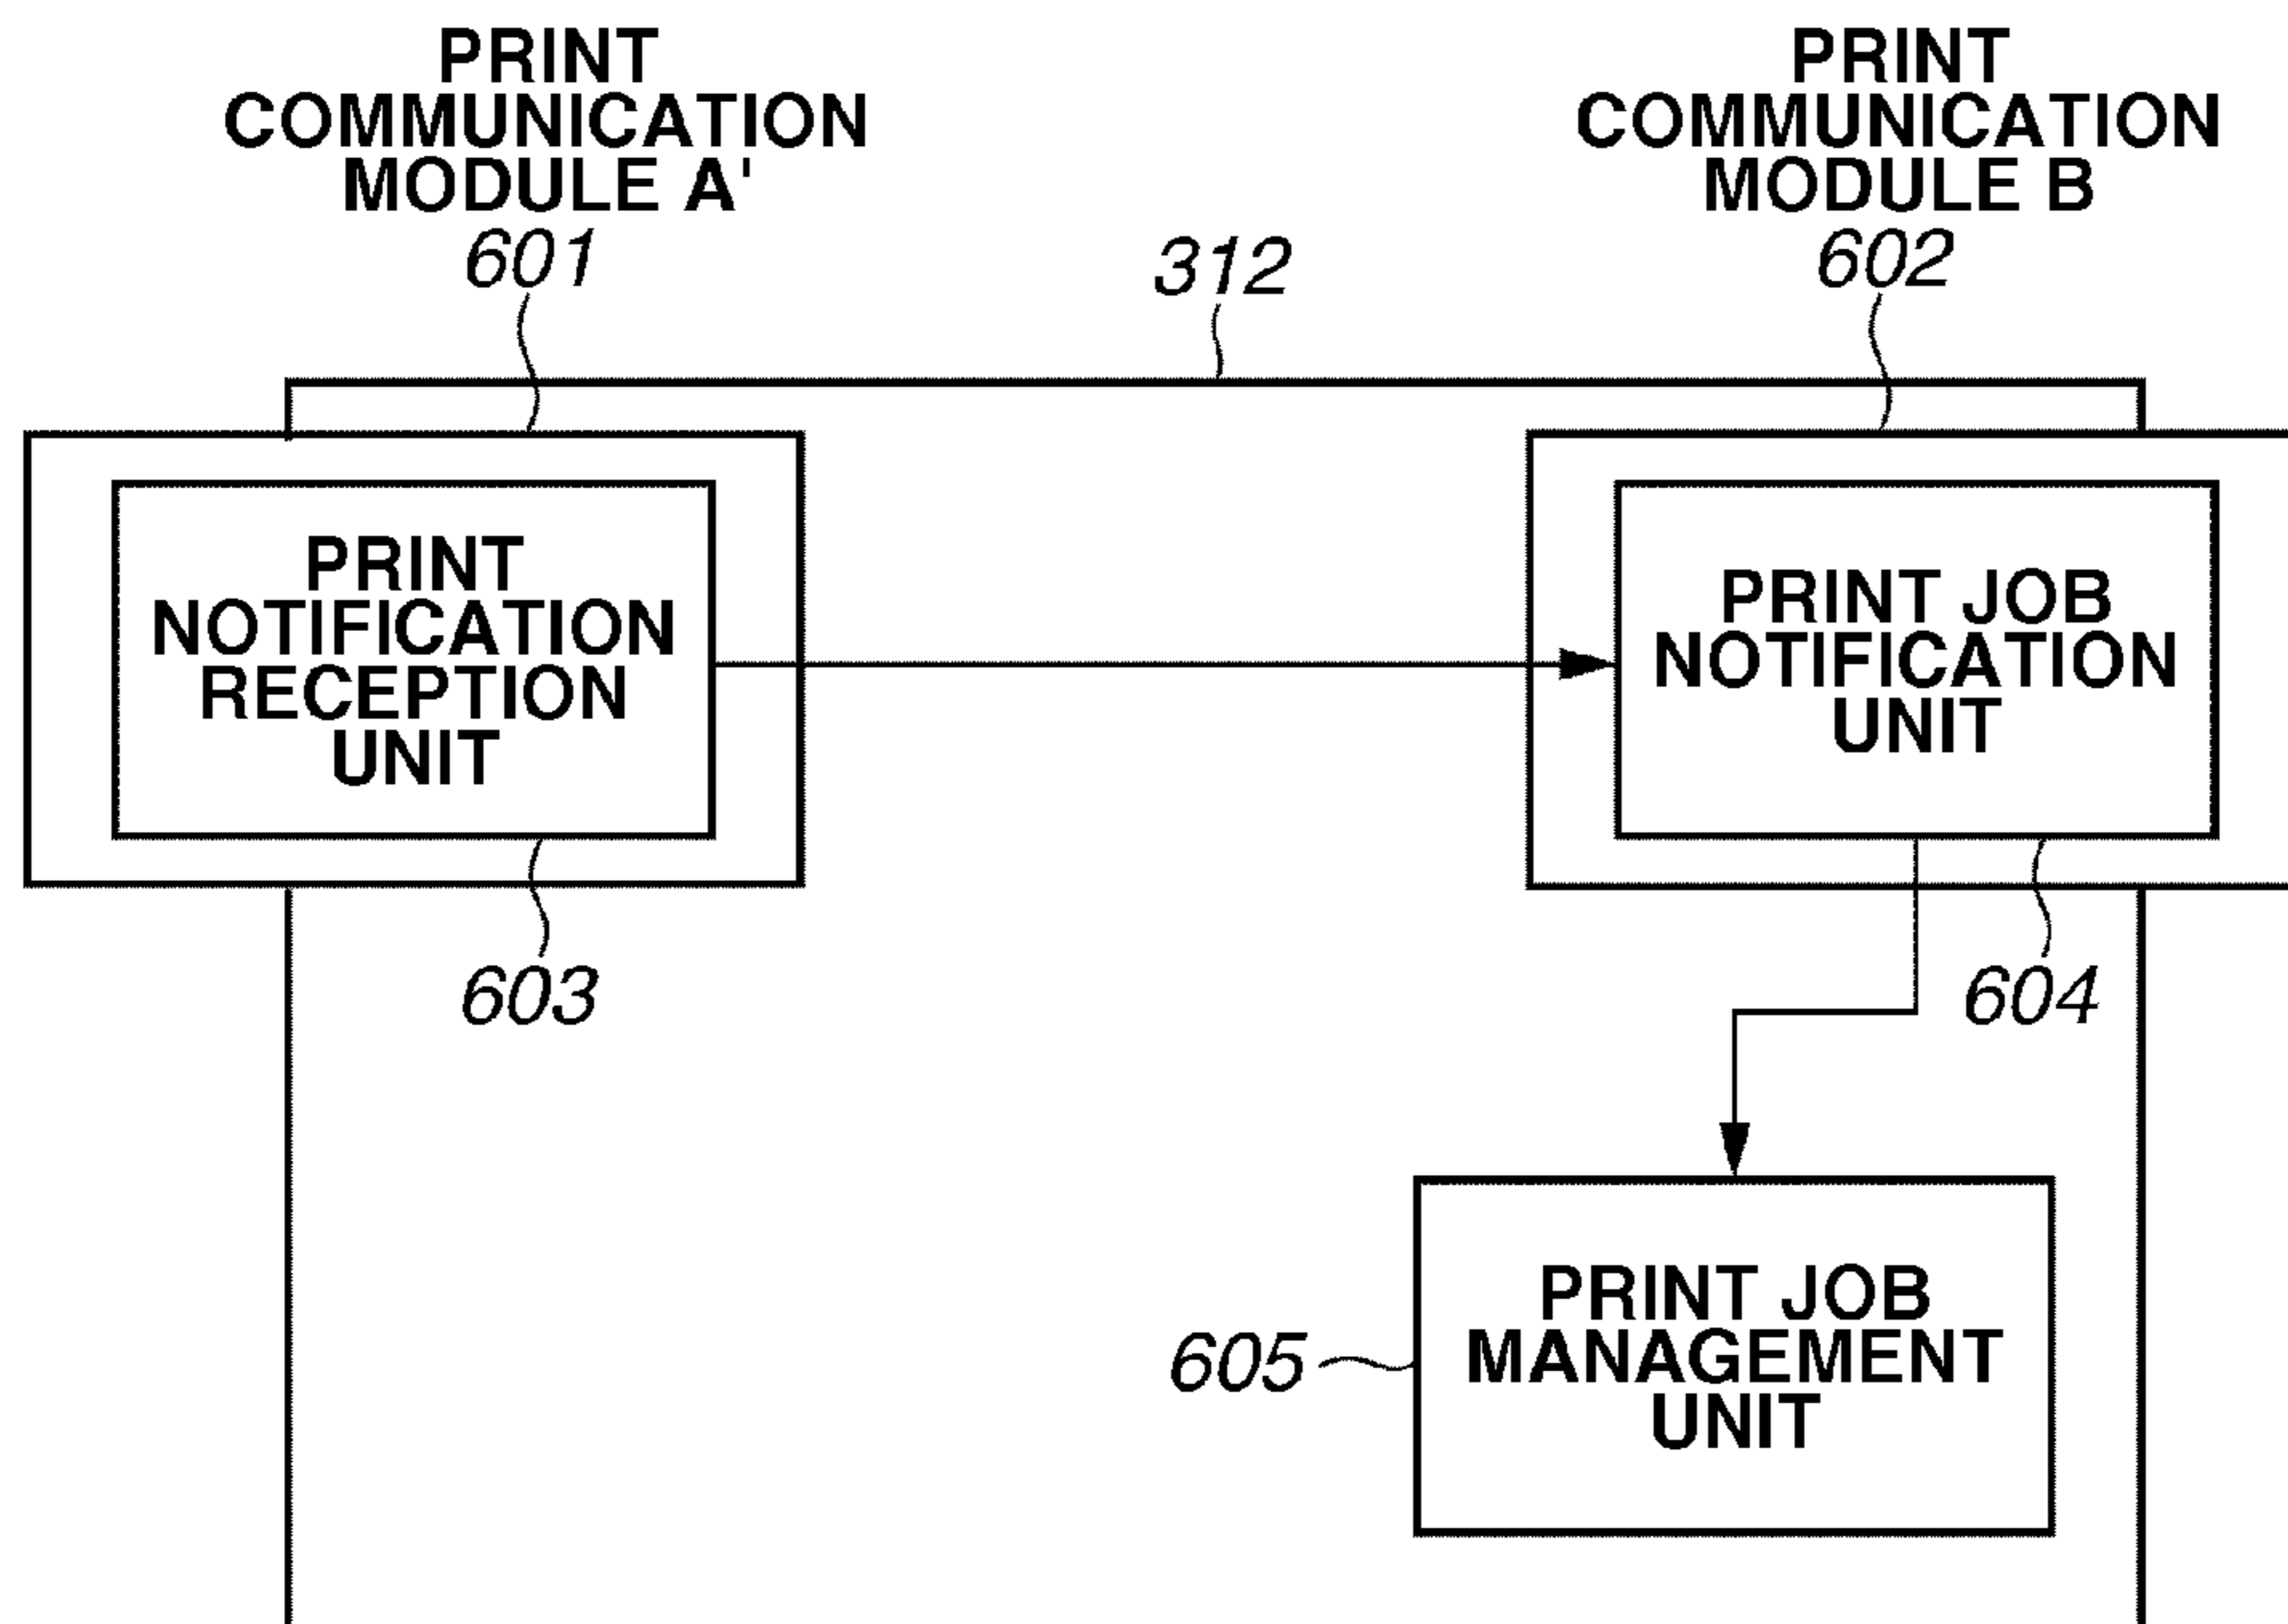 PRINT
COMMUNICATION
MODULE A'
601
312
PRINT
COMMUNICATION
MODULE B
602
PRINT
NOTIFICATION
RECEPTION
UNIT
603
PRINT JOB
NOTIFICATION
UNIT
604
605
PRINT JOB
MANAGEMENT
UNIT